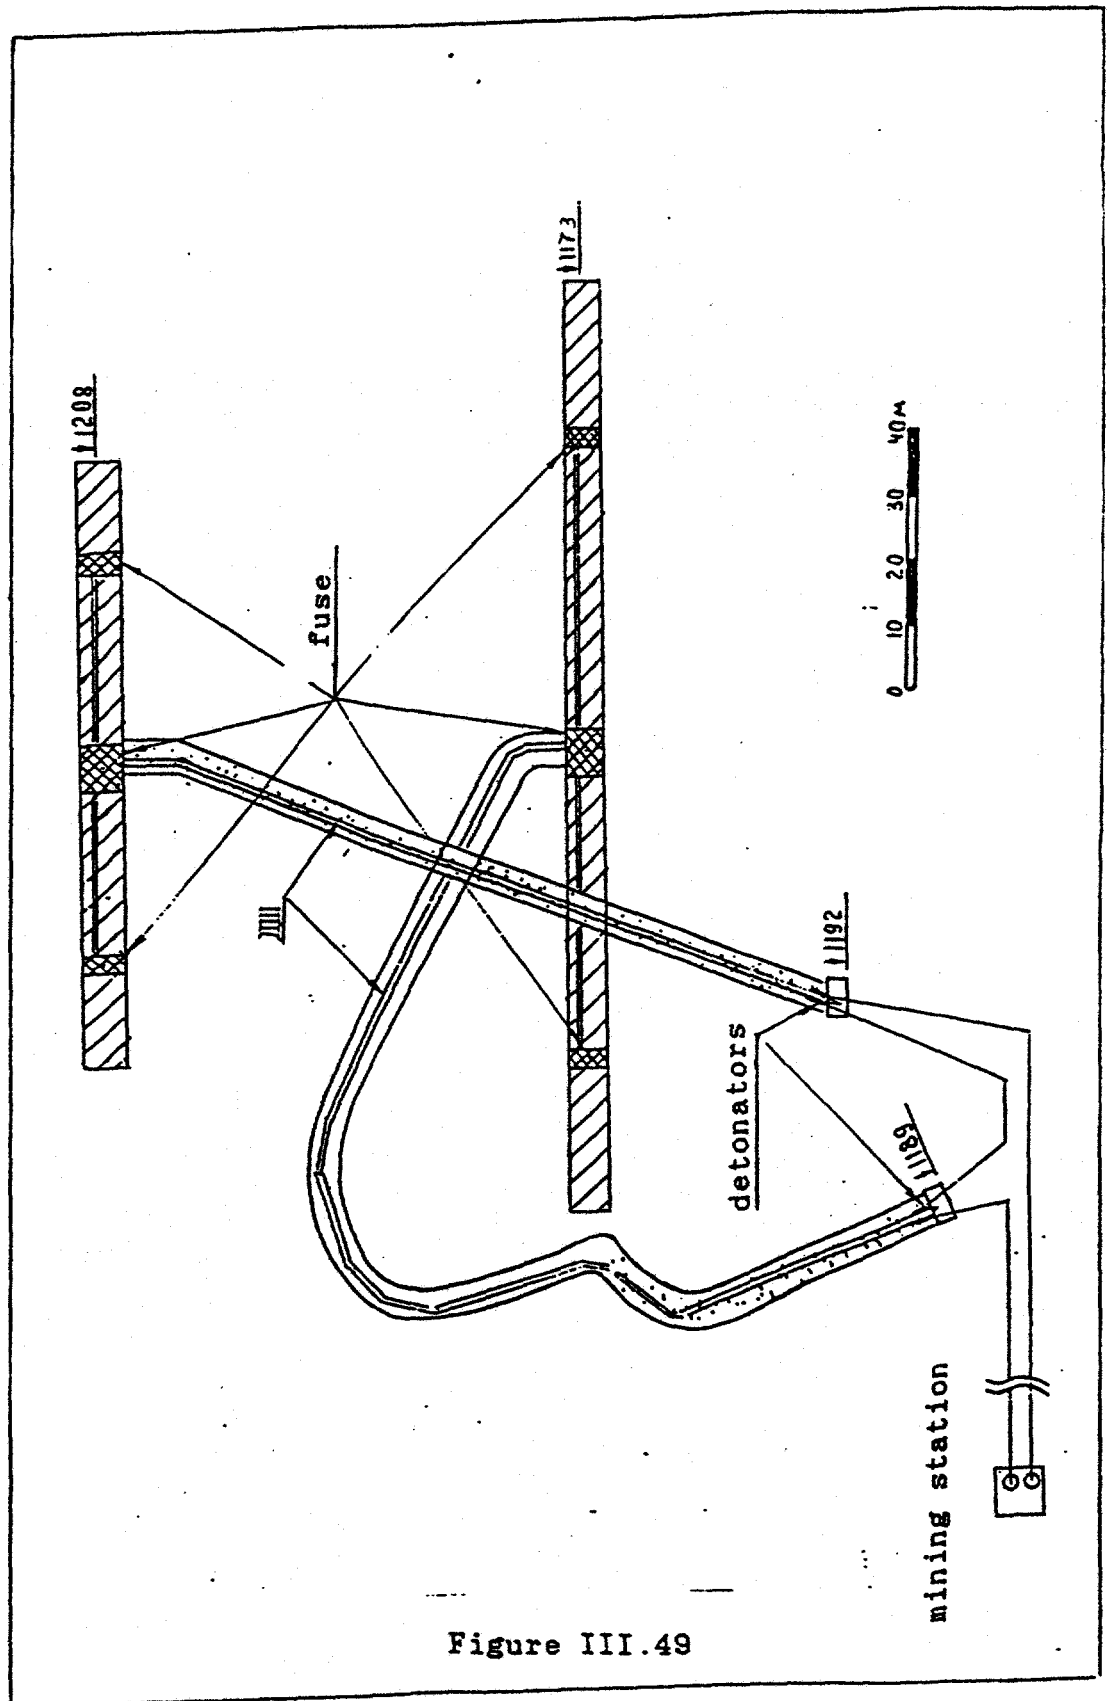 1208
1173
fuse
0 10 20 30 40м
1192
detonators
1189
mining station
Figure III.49